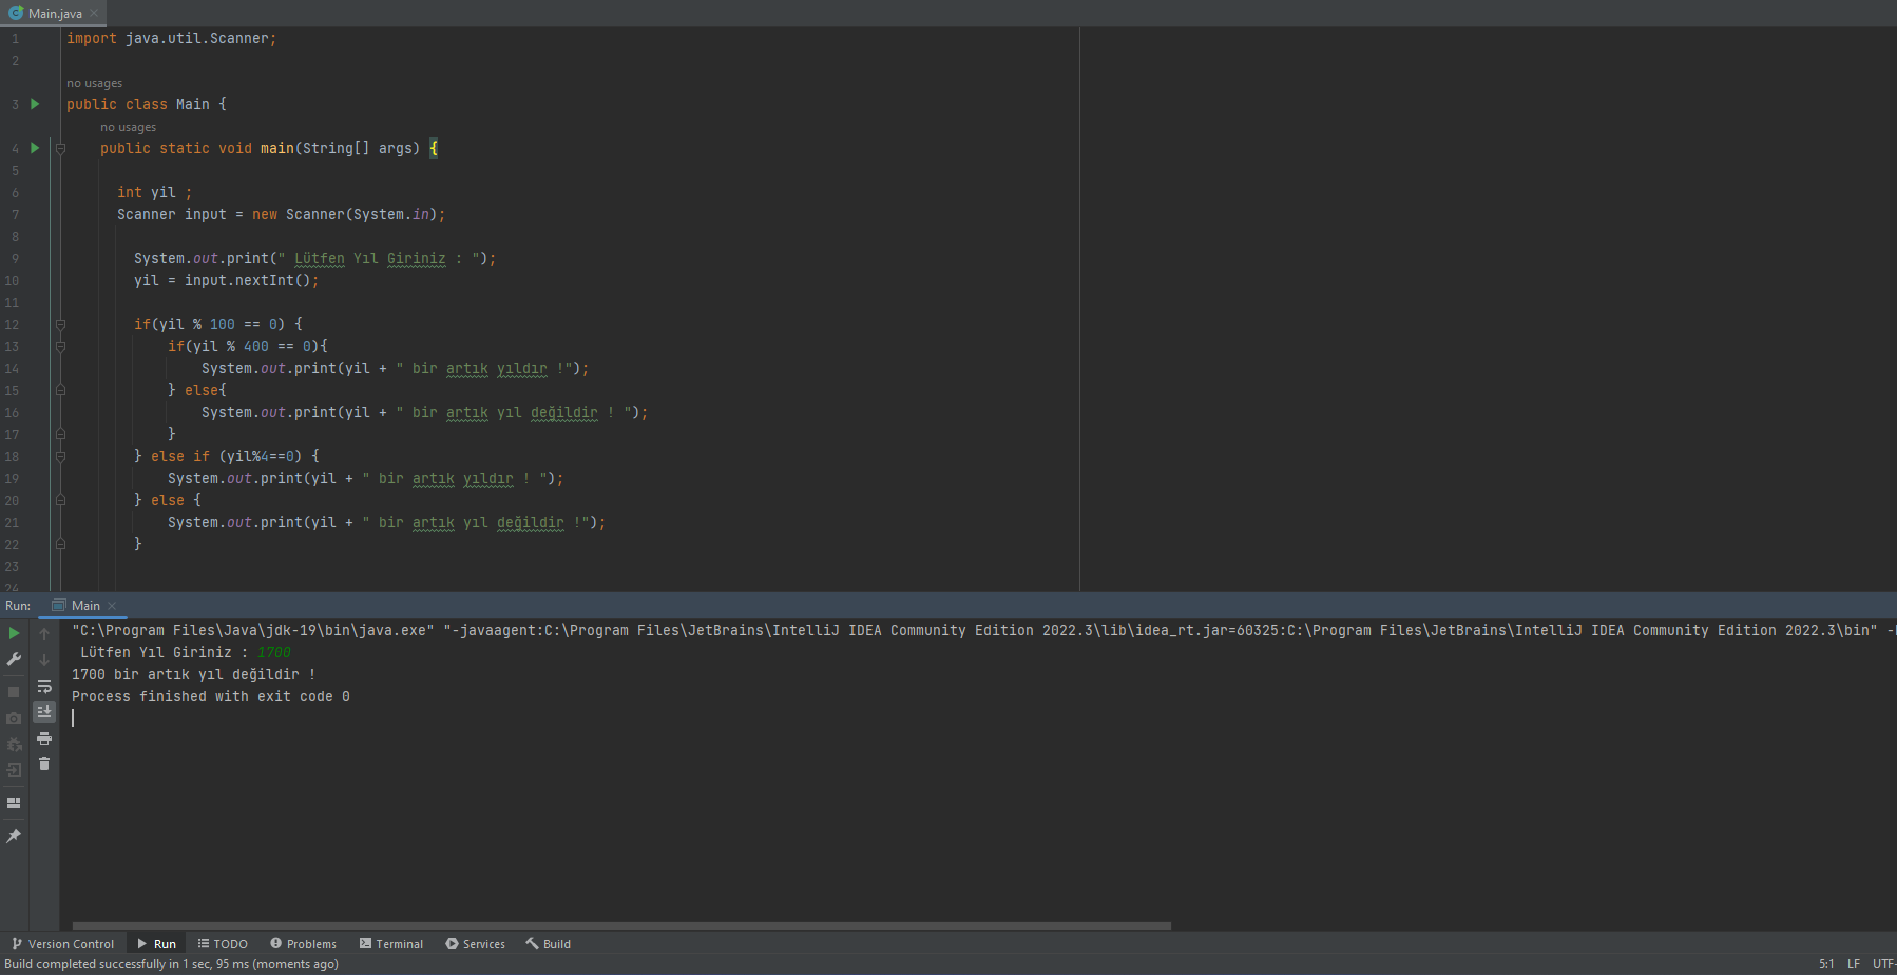 Main.java
1 import java.util.Scanner;
2
no usages
3 public class Main {
no usages
4 public static void main(String[] args) {
5
6 int yil ;
7 Scanner input = new Scanner(System.in);
8
9 System.out.print(" Lütfen Yıl Giriniz : ");
10 yil = input.nextInt();
11
12 if(yil % 100 == 0) {
13 if(yil % 400 == 0){
14 System.out.print(yil + " bir artık yıldır !");
15 } else{
16 System.out.print(yil + " bir artık yıl değildir ! ");
17 }
18 } else if (yil%4==0) {
19 System.out.print(yil + " bir artık yıldır ! ");
20 } else {
21 System.out.print(yil + " bir artık yıl değildir !");
22 }
23
24
Run: Main
"C:\Program Files\Java\jdk-19\bin\java.exe" "-javaagent:C:\Program Files\JetBrains\IntelliJ IDEA Community Edition 2022.3\lib\idea_rt.jar=60325:C:\Program Files\JetBrains\IntelliJ IDEA Community Edition 2022.3\bin" -
Lütfen Yıl Giriniz : 1700
1700 bir artık yıl değildir !
Process finished with exit code 0
Version Control Run TODO Problems Terminal Services Build
Build completed successfully in 1 sec, 95 ms (moments ago) 5:1 LF UTF-